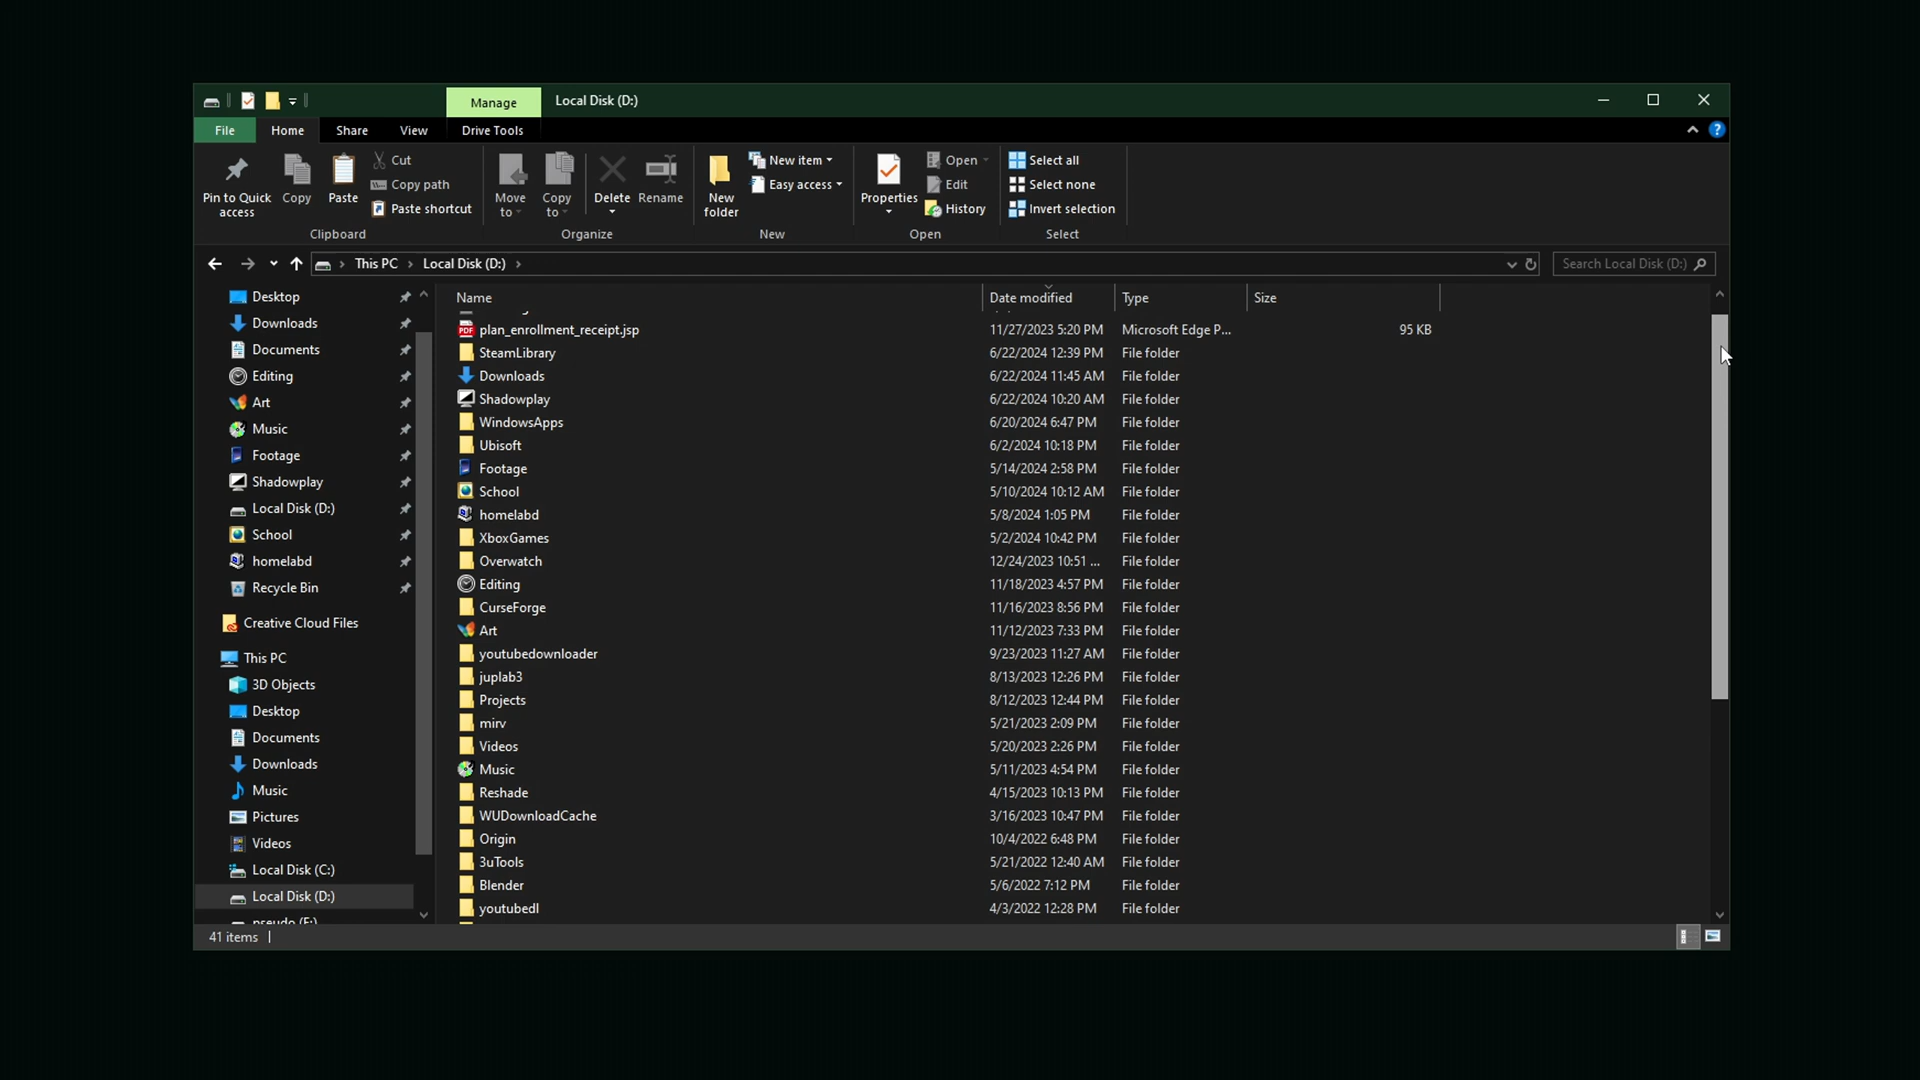 Manage
Local Disk (D:)
File
Home
Share
View
Drive Tools
Pin to Quick access
Copy
Paste
Cut
Copy path
Paste shortcut
Clipboard
Move to
Copy to
Delete
Rename
Organize
New folder
New item
Easy access
New
Properties
Open
Edit
History
Open
Select all
Select none
Invert selection
Select
This PC > Local Disk (D:) >
Search Local Disk (D:)
Desktop
Downloads
Documents
Editing
Art
Music
Footage
Shadowplay
Local Disk (D:)
School
homelabd
Recycle Bin
Creative Cloud Files
This PC
3D Objects
Desktop
Documents
Downloads
Music
Pictures
Videos
Local Disk (C:)
Local Disk (D:)
Name Date modified Type Size
plan_enrollment_receipt.jsp 11/27/2023 5:20 PM Microsoft Edge P... 95 KB
SteamLibrary 6/22/2024 12:39 PM File folder
Downloads 6/22/2024 11:45 AM File folder
Shadowplay 6/22/2024 10:20 AM File folder
WindowsApps 6/20/2024 6:47 PM File folder
Ubisoft 6/2/2024 10:18 PM File folder
Footage 5/14/2024 2:58 PM File folder
School 5/10/2024 10:12 AM File folder
homelabd 5/8/2024 1:05 PM File folder
XboxGames 5/2/2024 10:42 PM File folder
Overwatch 12/24/2023 10:51 ... File folder
Editing 11/18/2023 4:57 PM File folder
CurseForge 11/16/2023 8:56 PM File folder
Art 11/12/2023 7:33 PM File folder
youtubedownloader 9/23/2023 11:27 AM File folder
juplab3 8/13/2023 12:26 PM File folder
Projects 8/12/2023 12:44 PM File folder
mirv 5/21/2023 2:09 PM File folder
Videos 5/20/2023 2:26 PM File folder
Music 5/11/2023 4:54 PM File folder
Reshade 4/15/2023 10:13 PM File folder
WUDownloadCache 3/16/2023 10:47 PM File folder
Origin 10/4/2022 6:48 PM File folder
3uTools 5/21/2022 12:40 AM File folder
Blender 5/6/2022 7:12 PM File folder
youtubedl 4/3/2022 12:28 PM File folder
41 items